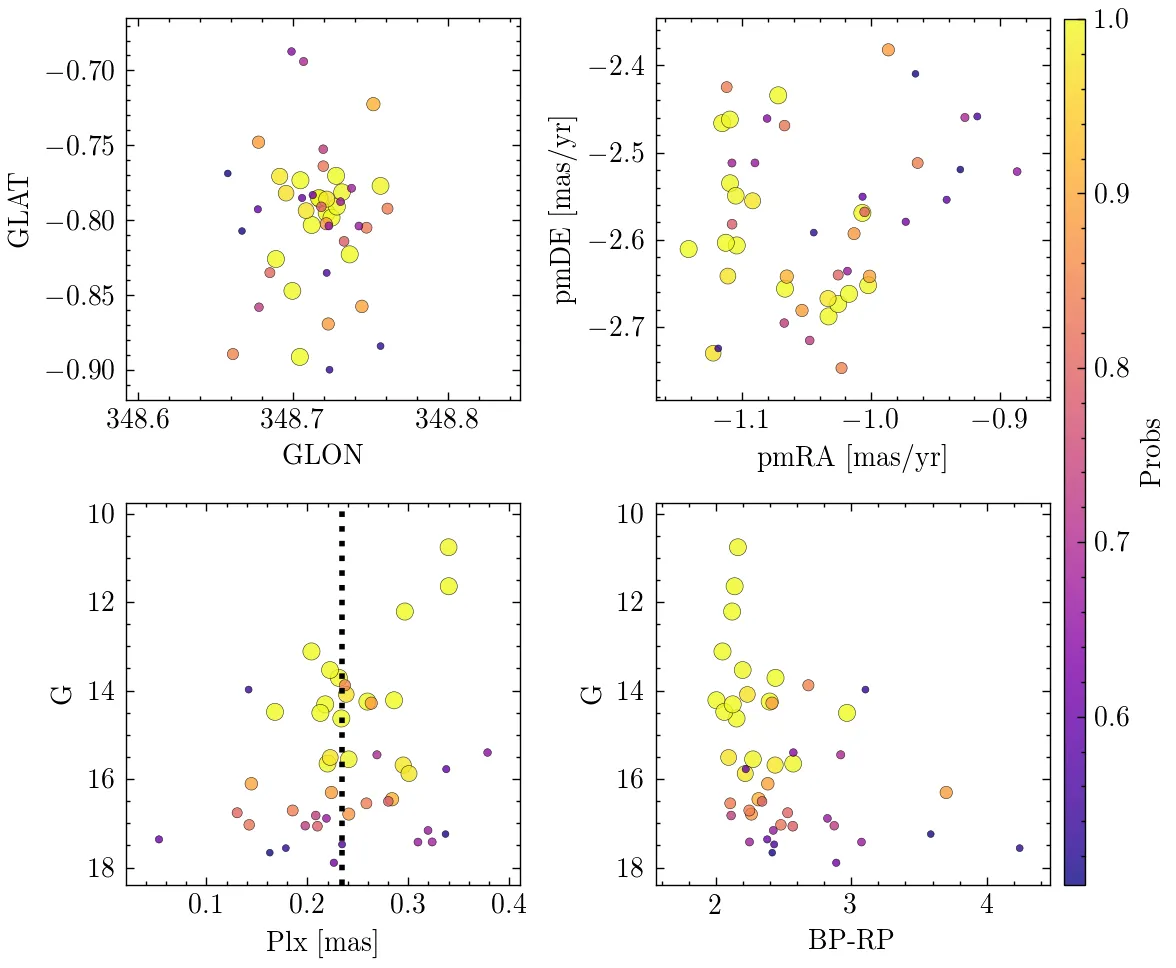 −0.70
−0.75
−0.80
−0.85
−0.90
GLAT
348.6 348.7 348.8
GLON
−2.4
−2.5
−2.6
−2.7
pmDE [mas/yr]
−1.1 −1.0 −0.9
pmRA [mas/yr]
10
12
14
16
18
G
0.1 0.2 0.3 0.4
Plx [mas]
10
12
14
16
18
G
2 3 4
BP-RP
1.0
0.9
0.8
0.7
0.6
Probs